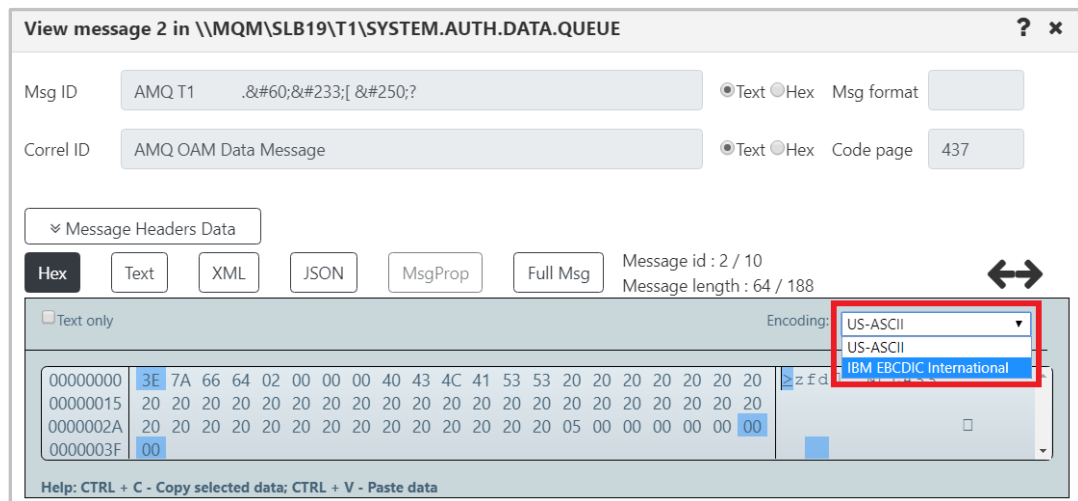 View message 2 in \\MQM\SLB19\T1\SYSTEM.AUTH.DATA.QUEUE ? ×
Msg ID AMQ T1 .&#60;&#233;[ &#250;? Text Hex Msg format
Correl ID AMQ OAM Data Message Text Hex Code page 437
Message Headers Data
Hex Text XML JSON MsgProp Full Msg Message id : 2 / 10
Message length : 64 / 188
Text only Encoding: US-ASCII
US-ASCII
IBM EBCDIC International
00000000 3E 7A 66 64 02 00 00 00 40 43 4C 41 53 53 20 20 20 20 20 20 20 >zfd
00000015 20 20 20 20 20 20 20 20 20 20 20 20 20 20 20 20 20 20 20 20 20
0000002A 20 20 20 20 20 20 20 20 20 20 20 20 20 20 05 00 00 00 00 00 00
0000003F 00
Help: CTRL + C - Copy selected data; CTRL + V - Paste data